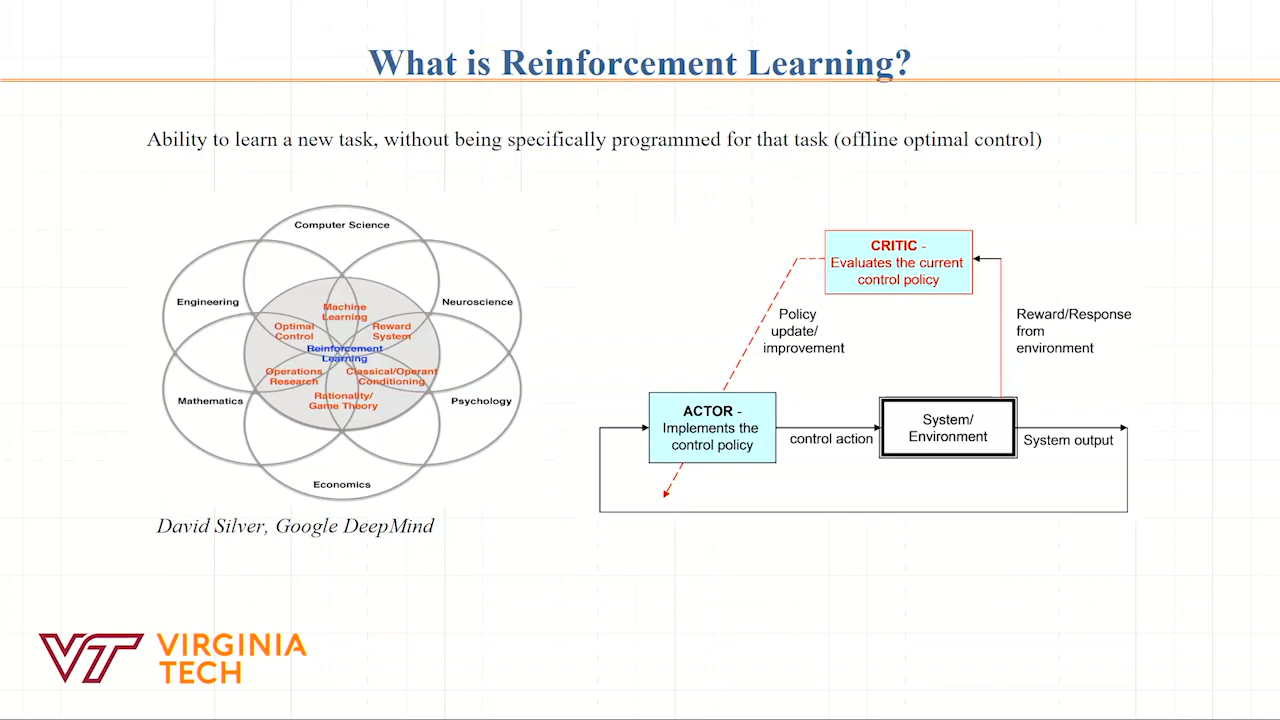 What is Reinforcement Learning?
Ability to learn a new task, without being specifically programmed for that task (offline optimal control)
Computer Science
Engineering
Neuroscience
Machine
Learning
Optimal
Control
Reward
System
Reinforcement
Learning
Operations
Research
Classical/Operant
Conditioning
Rationality/
Game Theory
Mathematics
Psychology
Economics
David Silver, Google DeepMind
CRITIC -
Evaluates the current
control policy
Policy
update/
improvement
Reward/Response
from
environment
ACTOR -
Implements the
control policy
control action
System/
Environment
System output
VT VIRGINIA
TECH